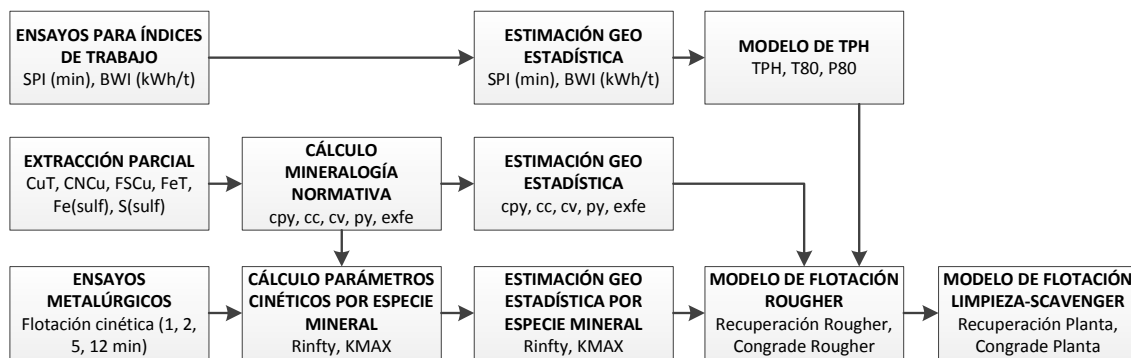 ENSAYOS PARA ÍNDICES
DE TRABAJO
SPI (min), BWI (kWh/t)
ESTIMACIÓN GEO
ESTADÍSTICA
SPI (min), BWI (kWh/t)
MODELO DE TPH
TPH, T80, P80
EXTRACCIÓN PARCIAL
CuT, CNCu, FSCu, FeT,
Fe(sulf), S(sulf)
CÁLCULO
MINERALOGÍA
NORMATIVA
cpy, cc, cv, py, exfe
ESTIMACIÓN GEO
ESTADÍSTICA
cpy, cc, cv, py, exfe
ENSAYOS
METALÚRGICOS
Flotación cinética (1, 2,
5, 12 min)
CÁLCULO PARÁMETROS
CINÉTICOS POR ESPECIE
MINERAL
Rinfty, KMAX
ESTIMACIÓN GEO
ESTADÍSTICA POR
ESPECIE MINERAL
Rinfty, KMAX
MODELO DE FLOTACIÓN
ROUGHER
Recuperación Rougher,
Congrade Rougher
MODELO DE FLOTACIÓN
LIMPIEZA-SCAVENGER
Recuperación Planta,
Congrade Planta